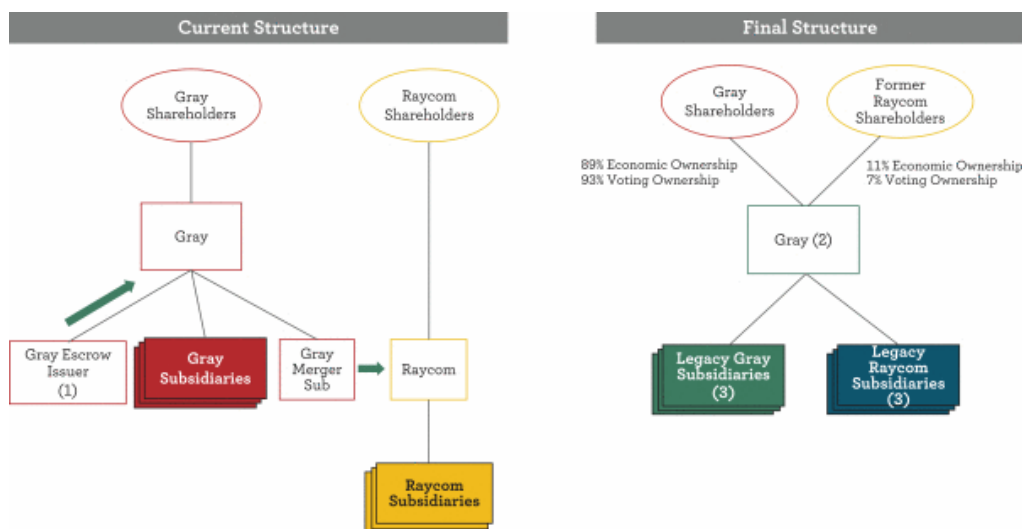 Current Structure
Gray
Shareholders
Raycom
Shareholders
Gray
Gray Escrow
Issuer
(1)
Gray
Subsidiaries
Gray
Merger
Sub
Raycom
Raycom
Subsidiaries
Final Structure
Gray
Shareholders
Former
Raycom
Shareholders
89% Economic Ownership
93% Voting Ownership
11% Economic Ownership
7% Voting Ownership
Gray (2)
Legacy Gray
Subsidiaries
(3)
Legacy
Raycom
Subsidiaries
(3)